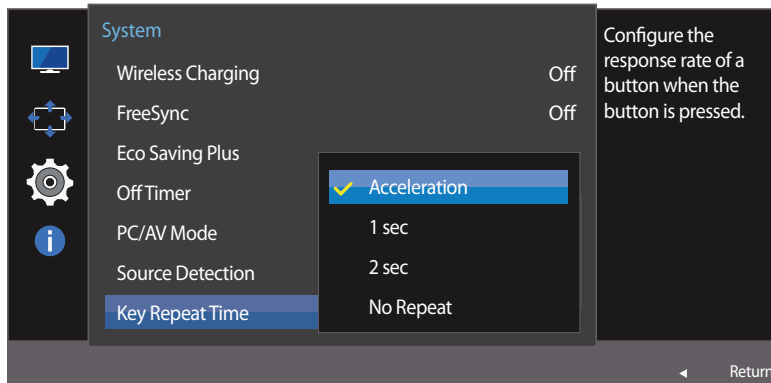 System
Wireless Charging Off
FreeSync Off
Eco Saving Plus
Off Timer
PC/AV Mode
Source Detection
Key Repeat Time
Acceleration
1 sec
2 sec
No Repeat
Configure the
response rate of a
button when the
button is pressed.
Return